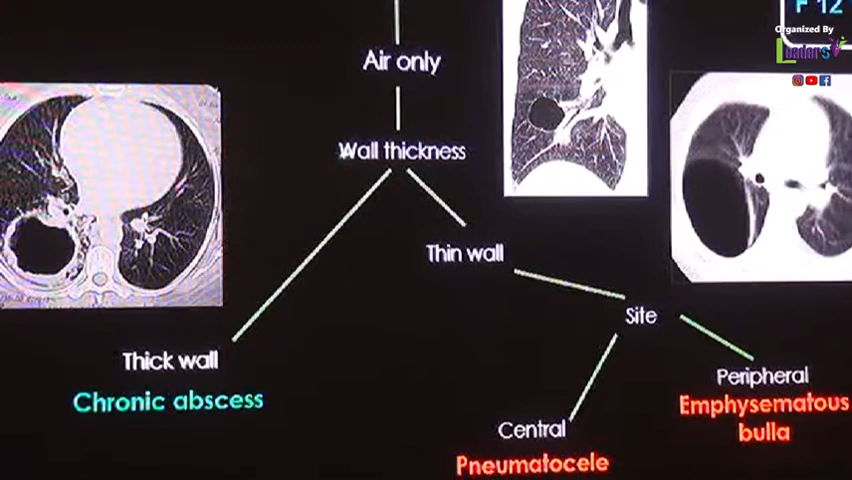 F 12
Organized By
Leaders
Air only
Wall thickness
Thin wall
Site
Thick wall
Chronic abscess
Peripheral
Emphysematous
bulla
Central
Pneumatocele